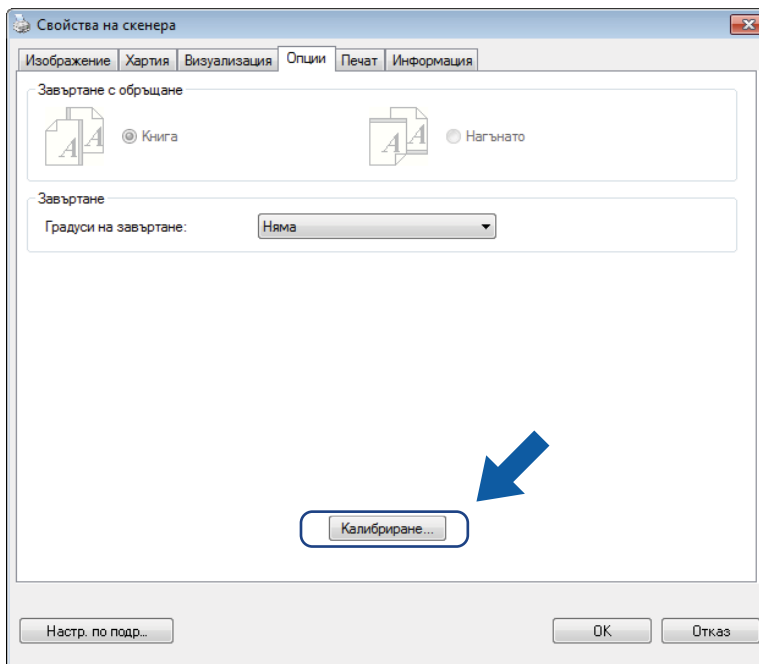 Свойства на скенера
Изображение Хартия Визуализация Опции Печат Информация
Завъртане с обръщане
A A Книга A A Нагънато
Завъртане
Градуси на завъртане: Няма
Калибриране...
Настр. по подр... OK Отказ